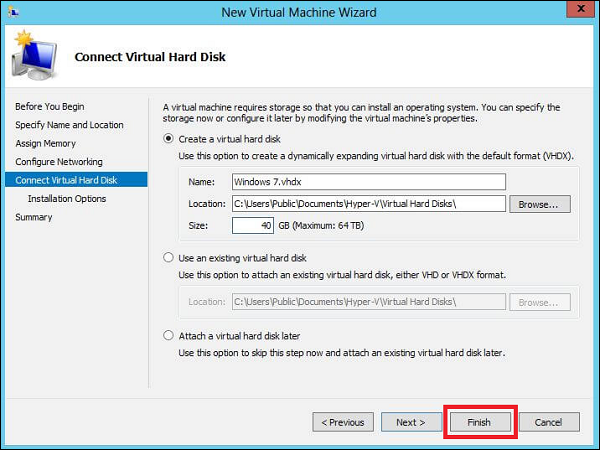 New Virtual Machine Wizard
X
Connect Virtual Hard Disk
Before You Begin
Specify Name and Location
Assign Memory
Configure Networking
Connect Virtual Hard Disk
Installation Options
Summary
A virtual machine requires storage so that you can install an operating system. You can specify the
storage now or configure it later by modifying the virtual machine's properties.
Create a virtual hard disk
Use this option to create a dynamically expanding virtual hard disk with the default format (VHDX).
Name: Windows 7.vhdx
Location: C:\Users\Public\Documents\Hyper-V\Virtual Hard Disks\ Browse...
Size: 40 GB (Maximum: 64 TB)
Use an existing virtual hard disk
Use this option to attach an existing virtual hard disk, either VHD or VHDX format.
Location: C:\Users\Public\Documents\Hyper-V\Virtual Hard Disks\ Browse...
Attach a virtual hard disk later
Use this option to skip this step now and attach an existing virtual hard disk later.
< Previous Next > Finish Cancel